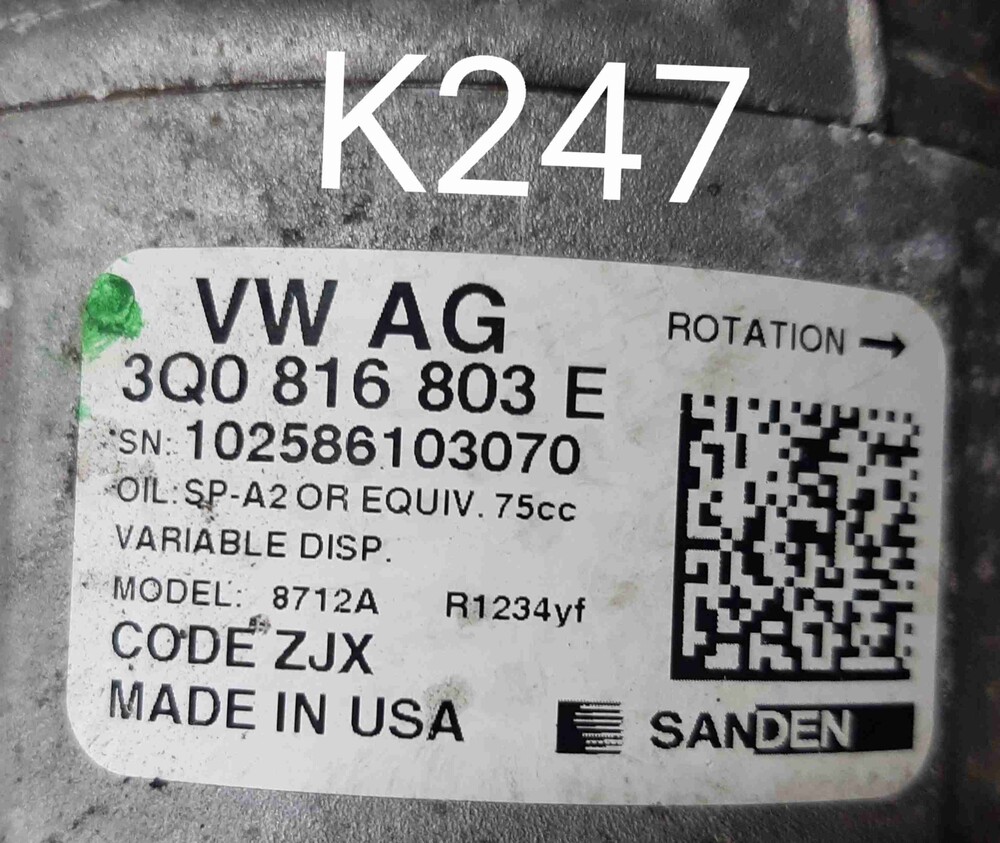 K247
VW AG
ROTATION →
3Q0 816 803 E
SN: 102586103070
OIL: SP-A2 OR EQUIV. 75cc
VARIABLE DISP.
MODEL: 8712A R1234yf
CODE ZJX
MADE IN USA
SANDEN